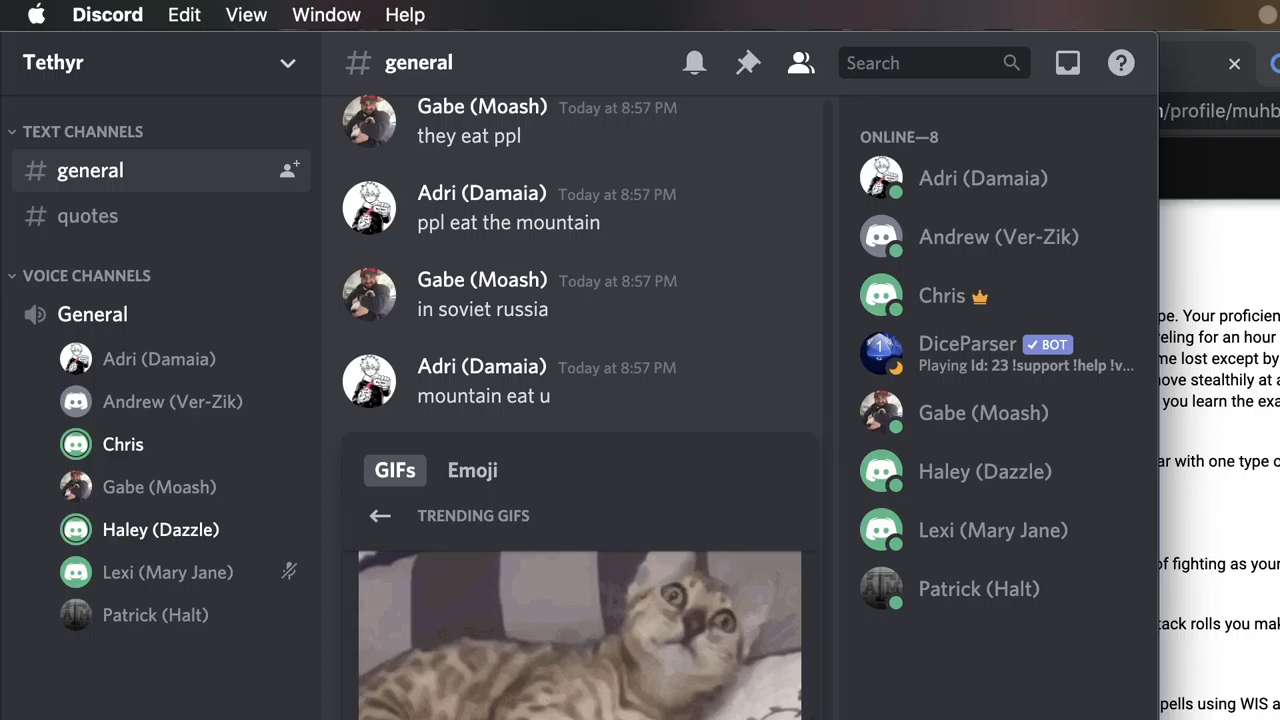 Discord Edit View Window Help
Tethyr
TEXT CHANNELS
general
quotes
VOICE CHANNELS
General
Adri (Damaia)
Andrew (Ver-Zik)
Chris
Gabe (Moash)
Haley (Dazzle)
Lexi (Mary Jane)
Patrick (Halt)
# general
Search
Gabe (Moash) Today at 8:57 PM
they eat ppl
Adri (Damaia) Today at 8:57 PM
ppl eat the mountain
Gabe (Moash) Today at 8:57 PM
in soviet russia
Adri (Damaia) Today at 8:57 PM
mountain eat u
GIFs Emoji
TRENDING GIFS
ONLINE—8
Adri (Damaia)
Andrew (Ver-Zik)
Chris
DiceParser BOT
Playing Id: 23 !support !help !v...
Gabe (Moash)
Haley (Dazzle)
Lexi (Mary Jane)
Patrick (Halt)
/profile/muhb
pe. Your proficien
eling for an hour
me lost except by
ove stealthily at a
you learn the exa
ar with one type o
of fighting as your
tack rolls you mak
pells using WIS a